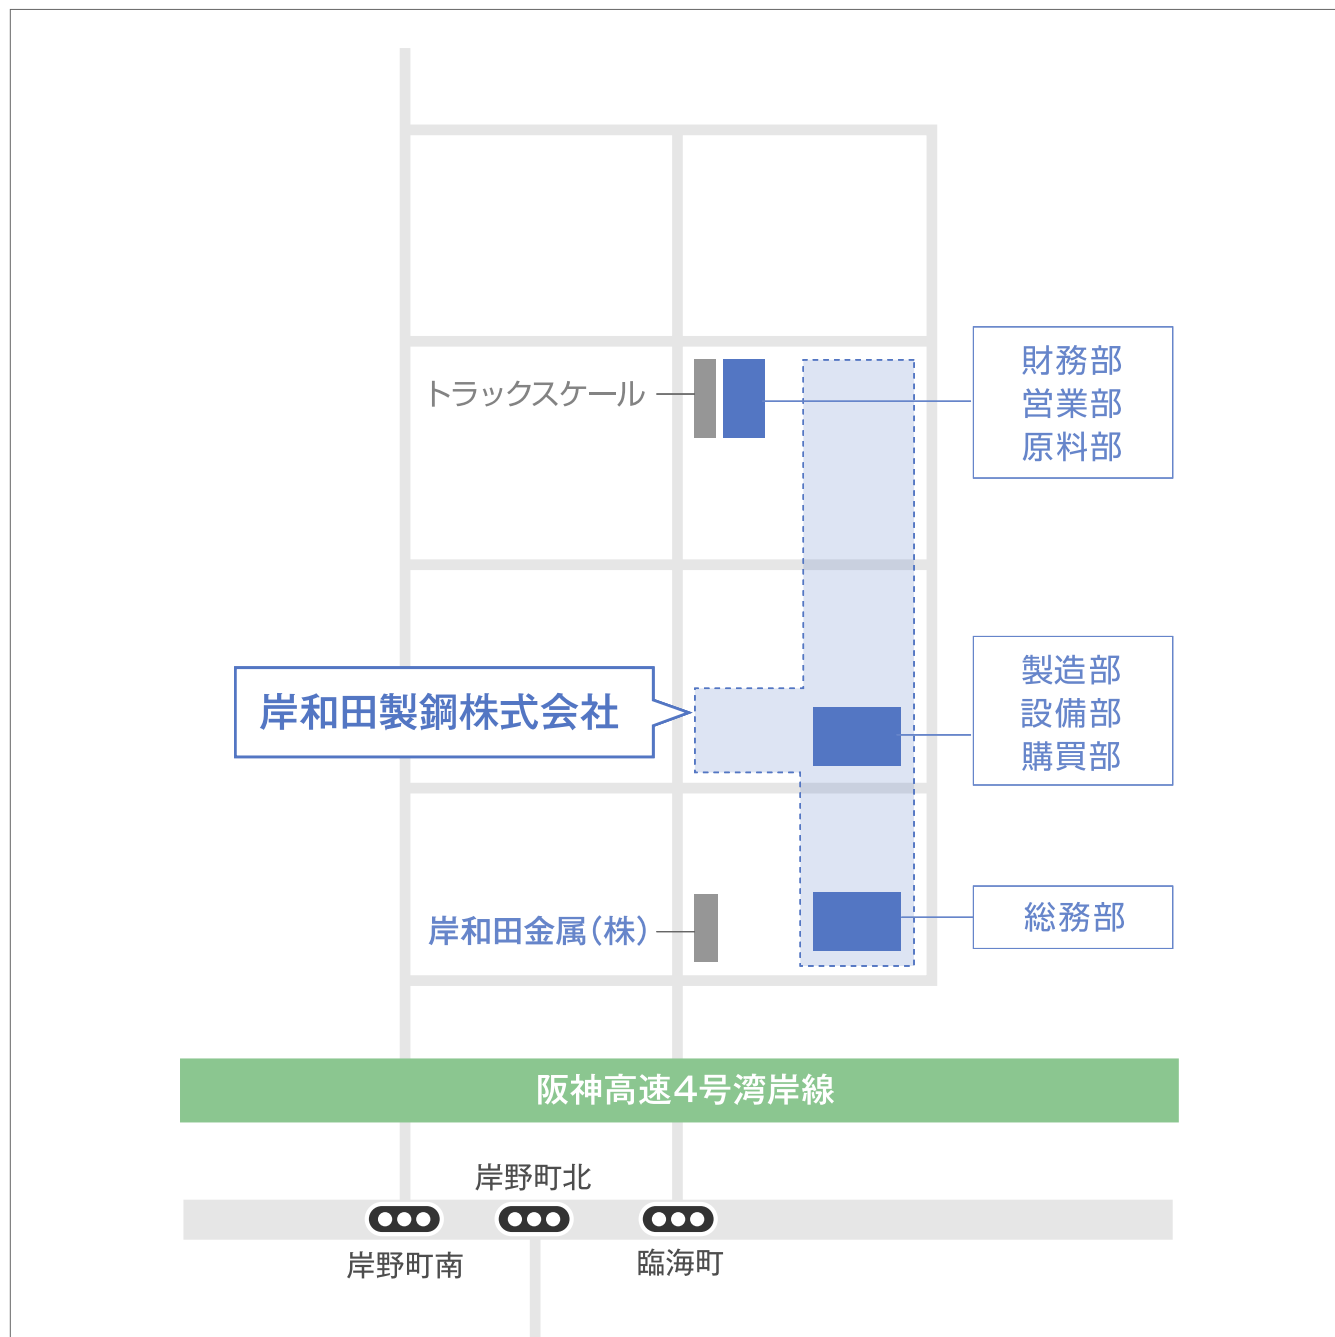 トラックスケール
財務部
営業部
原料部
岸和田製鋼株式会社
製造部
設備部
購買部
岸和田金属(株)
総務部
阪神高速4号湾岸線
岸野町北
岸野町南
臨海町